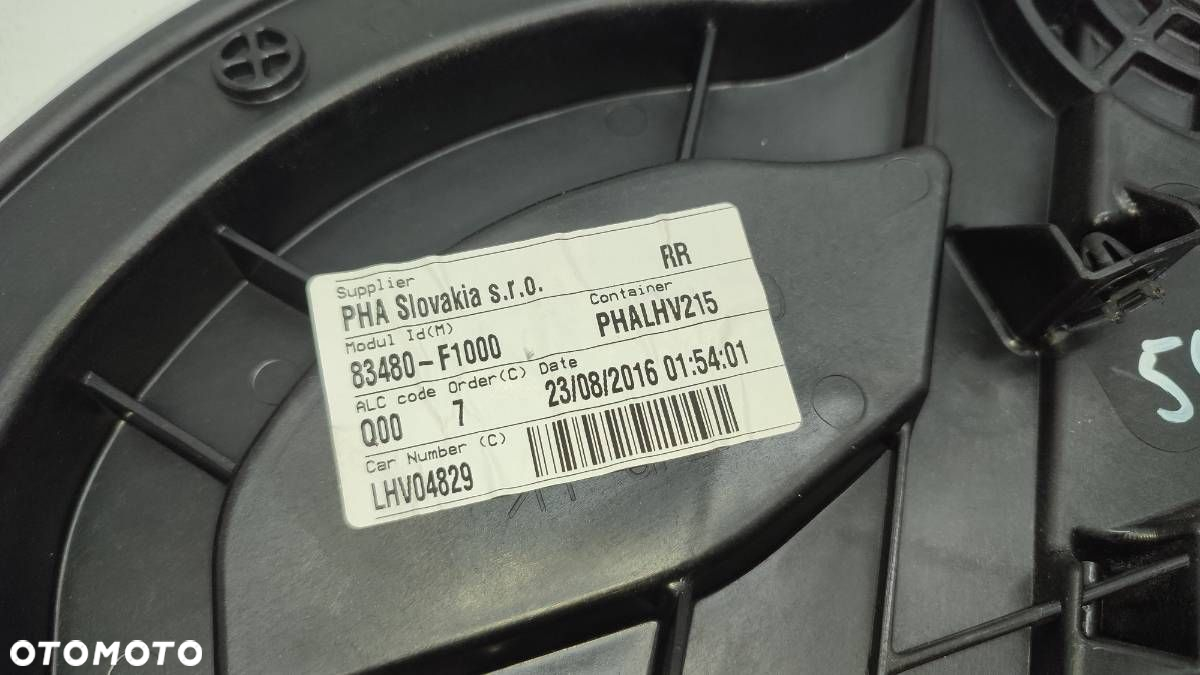 Supplier
PHA Slovakia s.r.o.
RR
Modul Id(M)
83480-F1000
Container
PHALHV215
ALC code
Q00
Order(C)
7
Date
23/08/2016 01:54:01
Car Number (C)
LHV04829
OTOMOTO